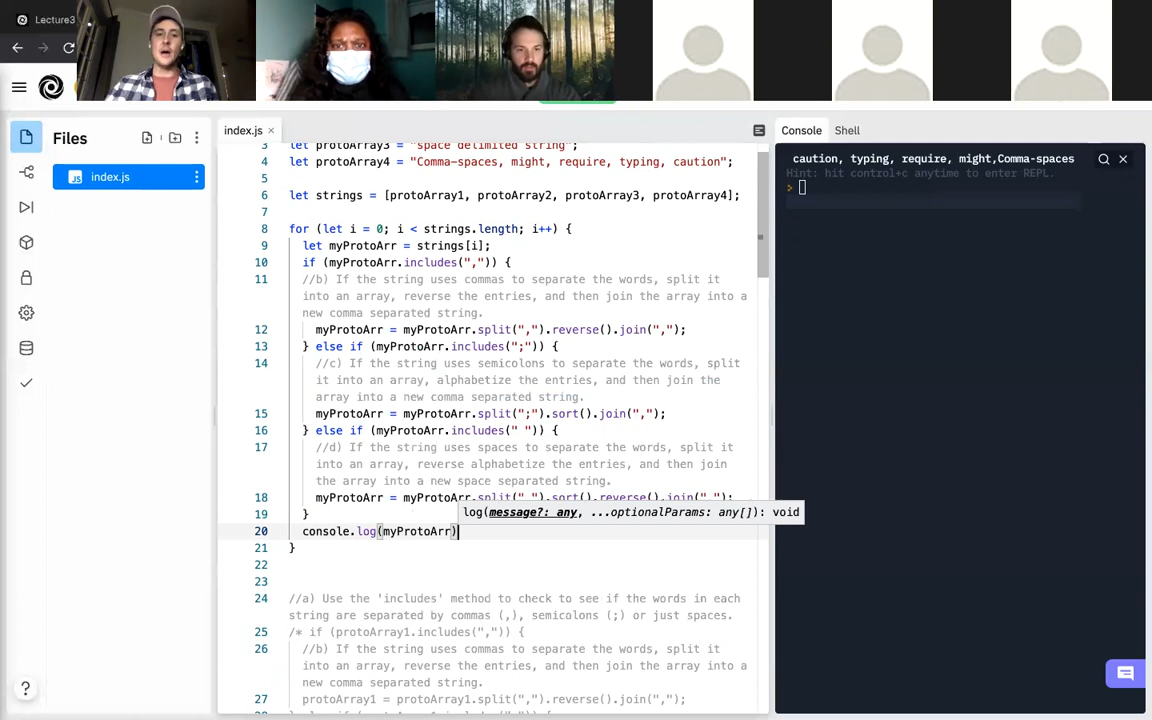 Lecture3
Files
index.js
index.js ×
Console
Shell
3 let protoArray3 = "space delimited string";
4 let protoArray4 = "Comma-spaces, might, require, typing, caution";
5
6 let strings = [protoArray1, protoArray2, protoArray3, protoArray4];
7
8 for (let i = 0; i < strings.length; i++) {
9 let myProtoArr = strings[i];
10 if (myProtoArr.includes(",")) {
11 //b) If the string uses commas to separate the words, split it
into an array, reverse the entries, and then join the array into a
new comma separated string.
12 myProtoArr = myProtoArr.split(",").reverse().join(",");
13 } else if (myProtoArr.includes(";")) {
14 //c) If the string uses semicolons to separate the words, split
it into an array, alphabetize the entries, and then join the
array into a new comma separated string.
15 myProtoArr = myProtoArr.split(";").sort().join(",");
16 } else if (myProtoArr.includes(" ")) {
17 //d) If the string uses spaces to separate the words, split it
into an array, reverse alphabetize the entries, and then join
the array into a new space separated string.
18 myProtoArr = myProtoArr.split(" ").sort().reverse().join(" ");
log(message?: any, ...optionalParams: any[]): void
19 }
20 console.log(myProtoArr)
21 }
22
23
24 //a) Use the 'includes' method to check to see if the words in each
string are separated by commas (,), semicolons (;) or just spaces.
25 /* if (protoArray1.includes(",")) {
26 //b) If the string uses commas to separate the words, split it
into an array, reverse the entries, and then join the array into a
new comma separated string.
27 protoArray1 = protoArray1.split(",").reverse().join(",");
caution, typing, require, might,Comma-spaces
Hint: hit control+c anytime to enter REPL.
>